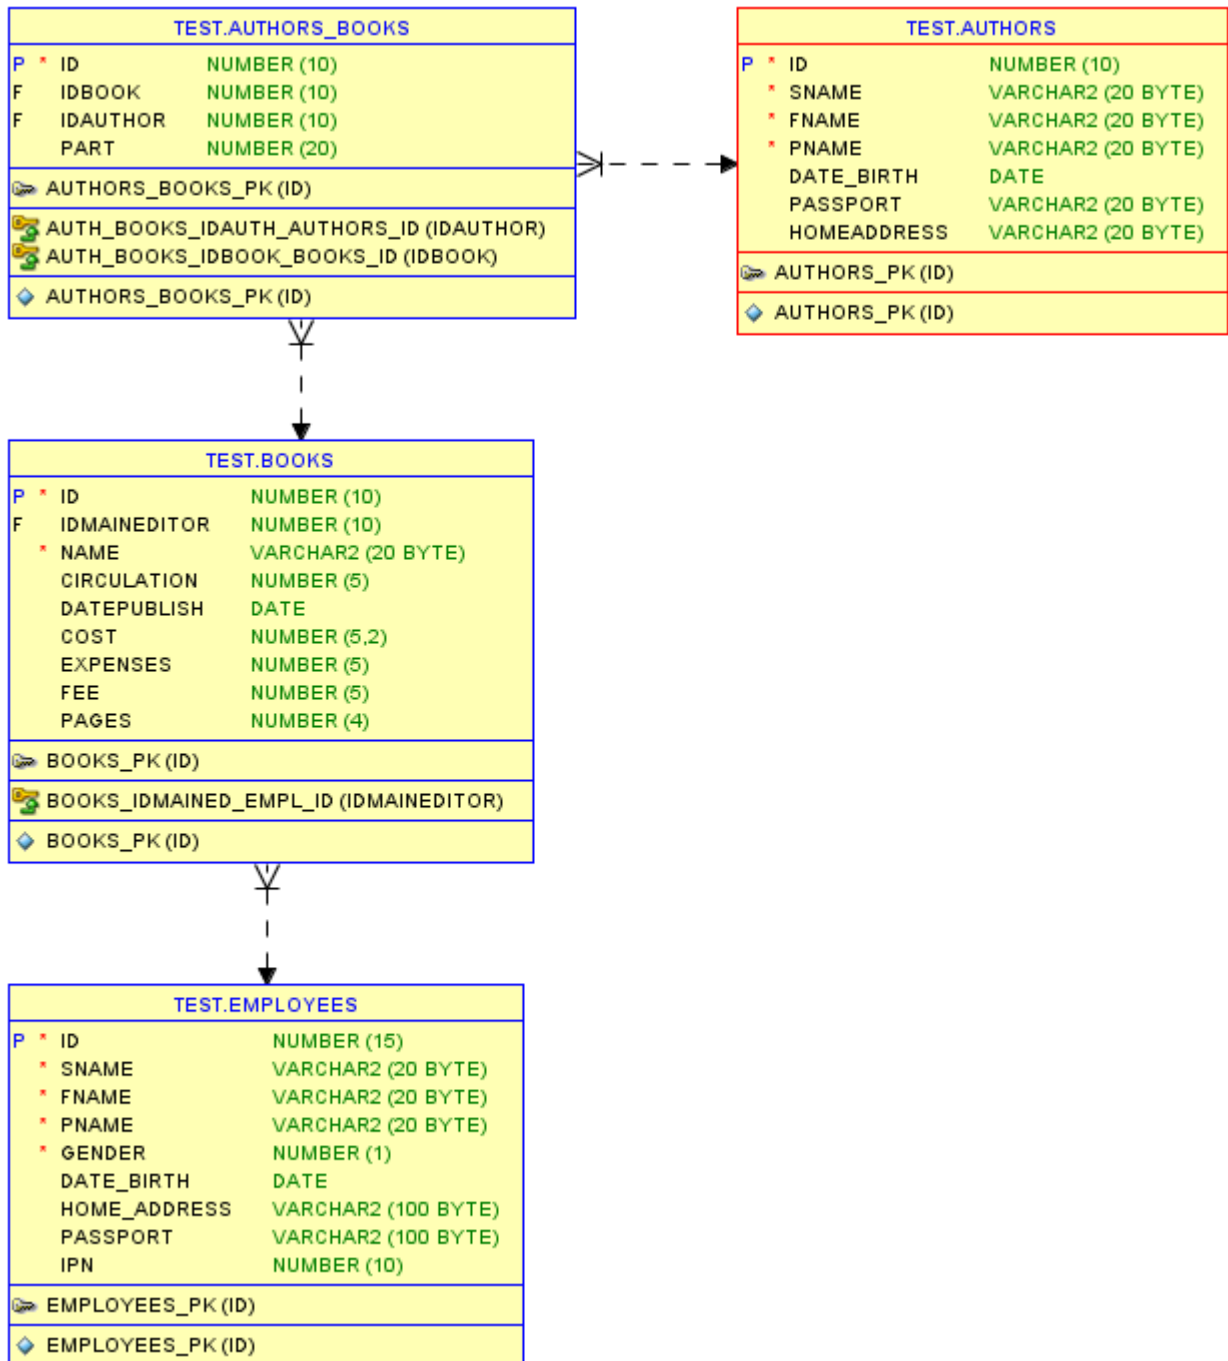 TEST.AUTHORS_BOOKS
P * ID NUMBER (10)
F IDBOOK NUMBER (10)
F IDAUTHOR NUMBER (10)
PART NUMBER (20)
AUTHORS_BOOKS_PK (ID)
AUTH_BOOKS_IDAUTH_AUTHORS_ID (IDAUTHOR)
AUTH_BOOKS_IDBOOK_BOOKS_ID (IDBOOK)
AUTHORS_BOOKS_PK (ID)
TEST.AUTHORS
P * ID NUMBER (10)
* SNAME VARCHAR2 (20 BYTE)
* FNAME VARCHAR2 (20 BYTE)
* PNAME VARCHAR2 (20 BYTE)
DATE_BIRTH DATE
PASSPORT VARCHAR2 (20 BYTE)
HOMEADDRESS VARCHAR2 (20 BYTE)
AUTHORS_PK (ID)
AUTHORS_PK (ID)
TEST.BOOKS
P * ID NUMBER (10)
F IDMAINEDITOR NUMBER (10)
* NAME VARCHAR2 (20 BYTE)
CIRCULATION NUMBER (5)
DATEPUBLISH DATE
COST NUMBER (5,2)
EXPENSES NUMBER (5)
FEE NUMBER (5)
PAGES NUMBER (4)
BOOKS_PK (ID)
BOOKS_IDMAINED_EMPL_ID (IDMAINEDITOR)
BOOKS_PK (ID)
TEST.EMPLOYEES
P * ID NUMBER (15)
* SNAME VARCHAR2 (20 BYTE)
* FNAME VARCHAR2 (20 BYTE)
* PNAME VARCHAR2 (20 BYTE)
* GENDER NUMBER (1)
DATE_BIRTH DATE
HOME_ADDRESS VARCHAR2 (100 BYTE)
PASSPORT VARCHAR2 (100 BYTE)
IPN NUMBER (10)
EMPLOYEES_PK (ID)
EMPLOYEES_PK (ID)